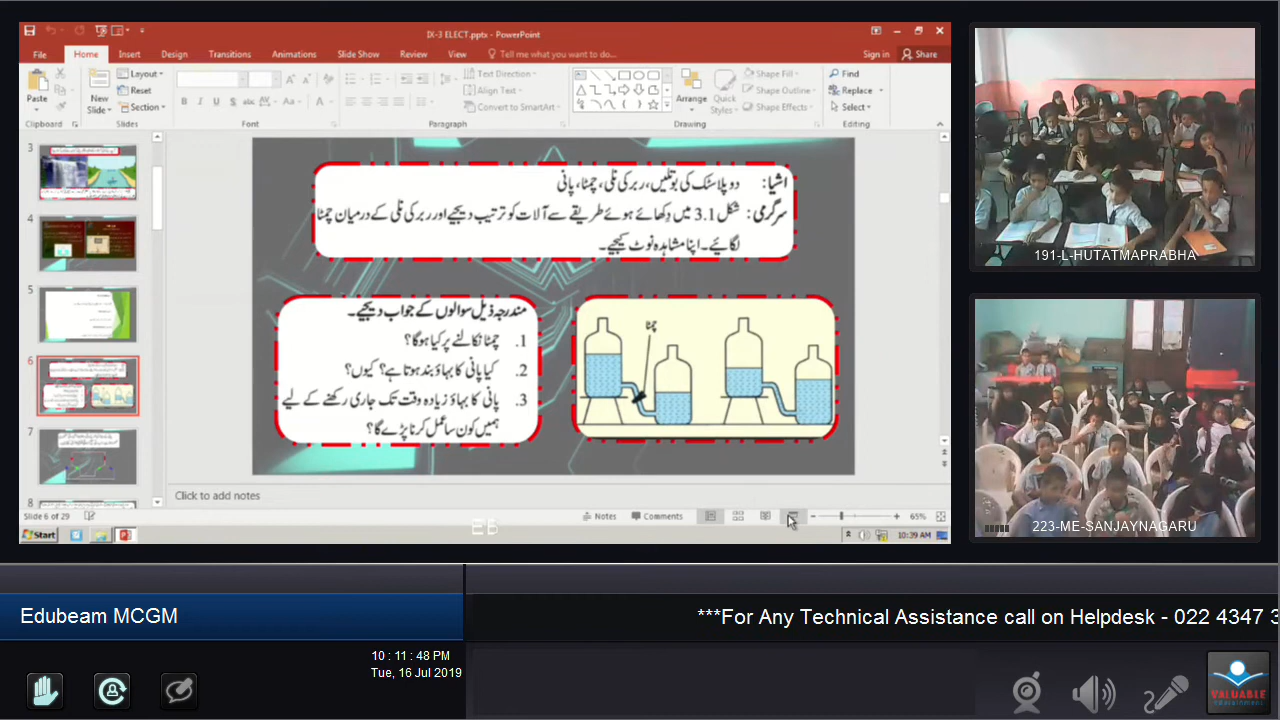 IX-3 ELECT.pptx - PowerPoint
File Home Insert Design Transitions Animations Slide Show Review View Tell me what you want to do... Sign in Share
Paste
New
Slide
Layout
Reset
Section
Text Direction
Align Text
Convert to SmartArt
Arrange
Quick
Styles
Shape Fill
Shape Outline
Shape Effects
Find
Replace
Select
Clipboard Slides Font Paragraph Drawing Editing
3
4
5
6
7
8
اشیا: دو پلاسٹک کی بوتلیں، ربر کی نلی، چمٹا، پانی
سرگرمی: شکل 3.1 میں دِکھائے ہوئے طریقے سے آلات کو ترتیب دیجیے اور ربر کی نلی کے درمیان چمٹا
لگائیے۔ اپنا مشاہدہ نوٹ کیجیے۔
مندرجہ ذیل سوالوں کے جواب دیجیے۔
1. چمٹا نکالنے پر کیا ہوگا؟
2. کیا پانی کا بہاؤ بند ہوتا ہے؟ کیوں؟
3. پانی کا بہاؤ زیادہ وقت تک جاری رکھنے کے لیے
ہمیں کون سا عمل کرنا پڑے گا؟
چمٹا
Click to add notes
Slide 6 of 29 Notes Comments 65%
Start 10:39 AM
191-L-HUTATMAPRABHA
223-ME-SANJAYNAGARU
Edubeam MCGM
***For Any Technical Assistance call on Helpdesk - 022 4347 3
10 : 11 : 48 PM
Tue, 16 Jul 2019
VALUABLE